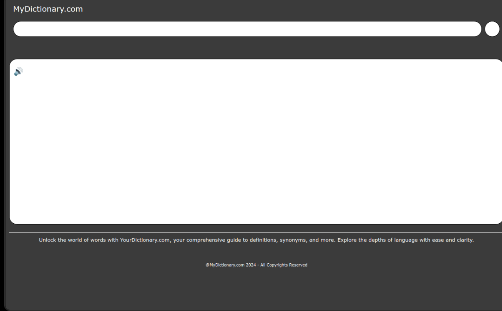 MyDictionary.com
Unlock the world of words with YourDictionary.com, your comprehensive guide to definitions, synonyms, and more. Explore the depths of language with ease and clarity.
@MyDictionary.com 2024 - All Copyrights Reserved